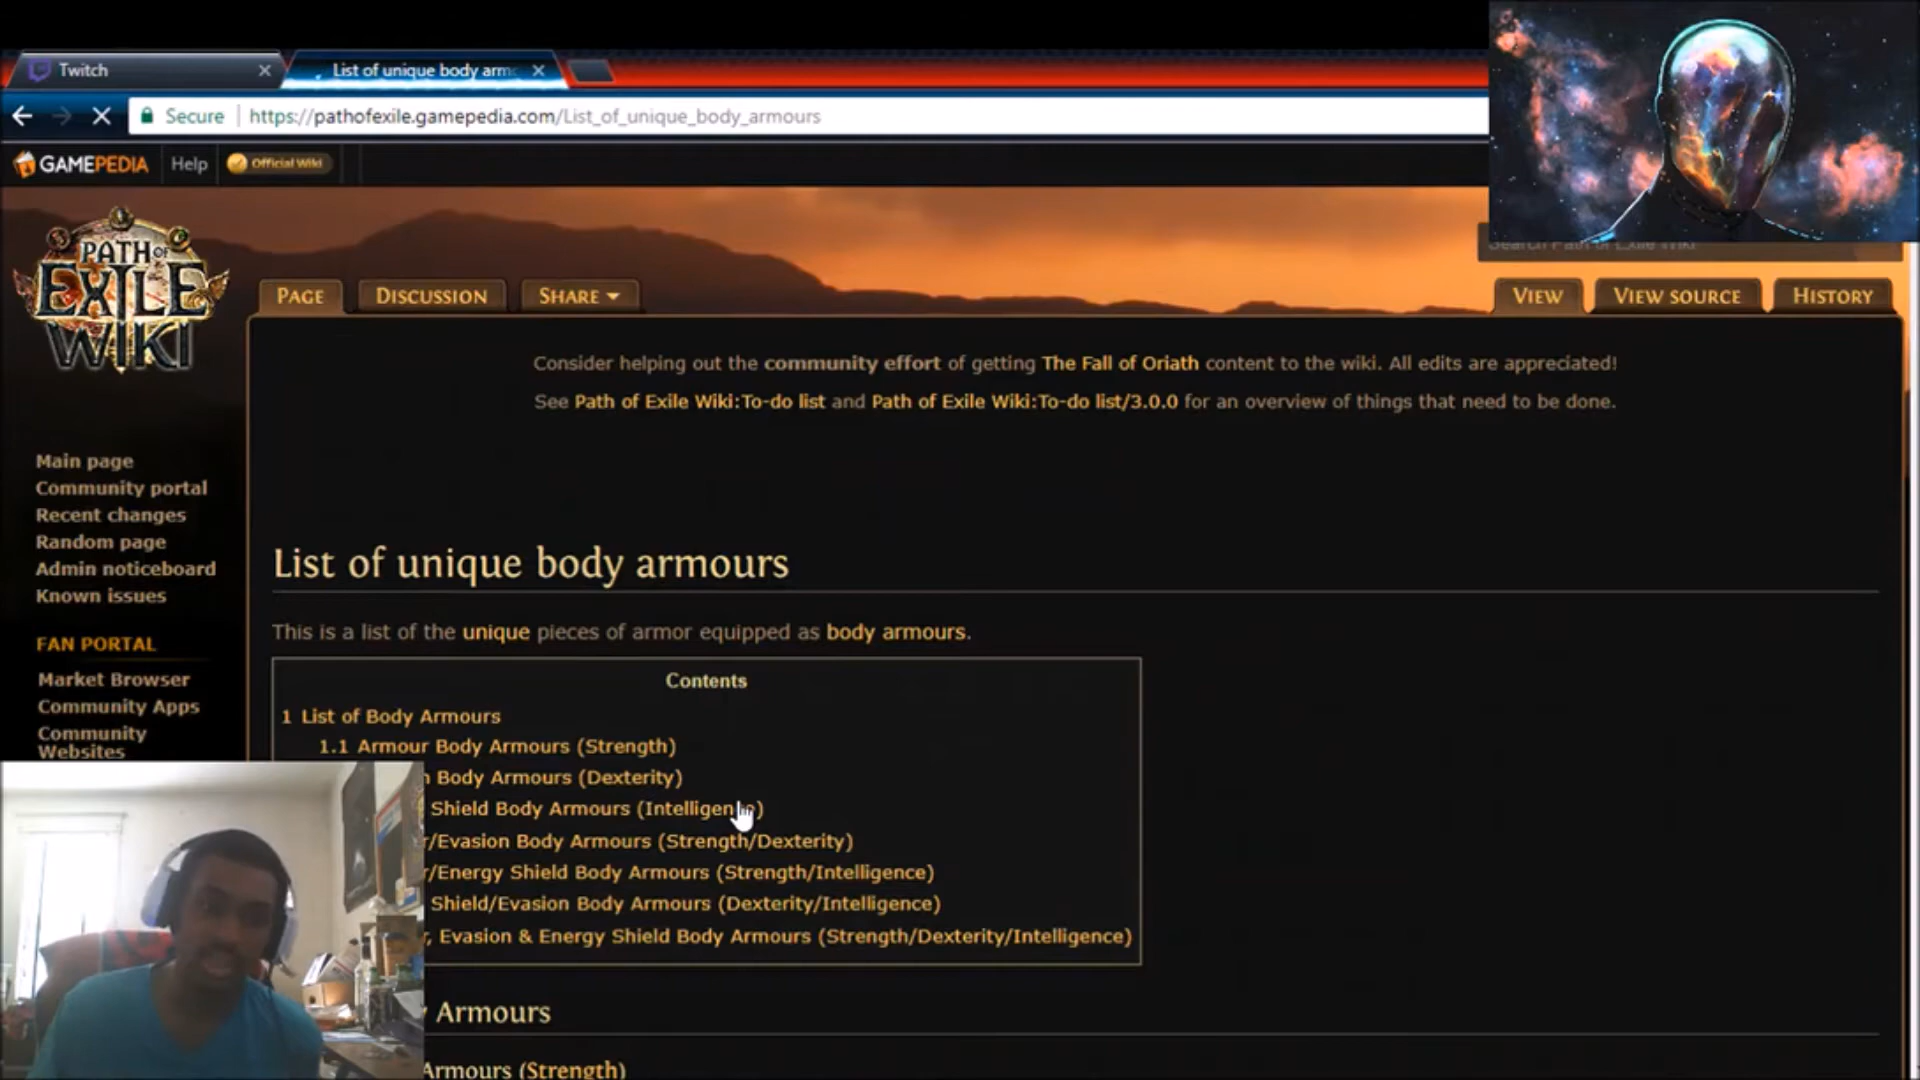 Twitch
List of unique body armo
Secure
https://pathofexile.gamepedia.com/List_of_unique_body_armours
GAMEPEDIA
Help
Official Wiki
PATH OF
EXILE
WIKI
PAGE
DISCUSSION
SHARE
Search Path of Exile Wiki
VIEW
VIEW SOURCE
HISTORY
Consider helping out the community effort of getting The Fall of Oriath content to the wiki. All edits are appreciated!
See Path of Exile Wiki:To-do list and Path of Exile Wiki:To-do list/3.0.0 for an overview of things that need to be done.
Main page
Community portal
Recent changes
Random page
Admin noticeboard
Known issues
FAN PORTAL
Market Browser
Community Apps
Community
Websites
List of unique body armours
This is a list of the unique pieces of armor equipped as body armours.
Contents
1 List of Body Armours
1.1 Armour Body Armours (Strength)
n Body Armours (Dexterity)
Shield Body Armours (Intelligence)
r/Evasion Body Armours (Strength/Dexterity)
r/Energy Shield Body Armours (Strength/Intelligence)
Shield/Evasion Body Armours (Dexterity/Intelligence)
r, Evasion & Energy Shield Body Armours (Strength/Dexterity/Intelligence)
y Armours
Armours (Strength)